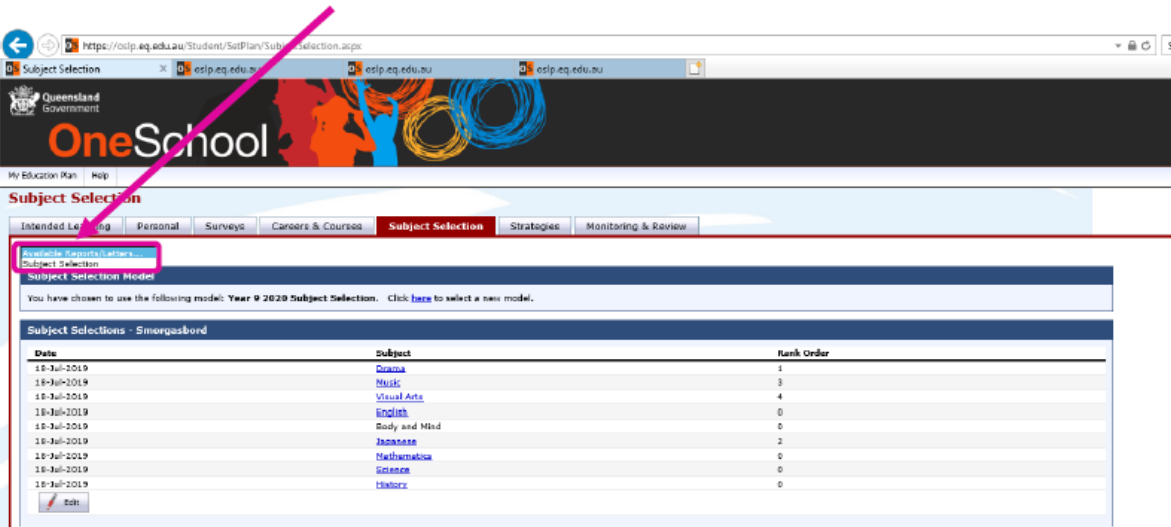 https://oslp.eq.edu.au/Student/SetPlan/SubjectSelection.aspx
Subject Selection × oslp.eq.edu.au oslp.eq.edu.au oslp.eq.edu.au
Queensland
Government
OneSchool
My Education Plan Help
Subject Selection
Intended Learning Personal Surveys Careers & Courses Subject Selection Strategies Monitoring & Review
Available Reports/Letters...
Subject Selection
Subject Selection Model
You have chosen to use the following model: Year 9 2020 Subject Selection. Click here to select a new model.
Subject Selections - Smorgasbord
Date Subject Rank Order
18-Jul-2019 Drama 1
18-Jul-2019 Music 3
18-Jul-2019 Visual Arts 4
18-Jul-2019 English 0
18-Jul-2019 Body and Mind 0
18-Jul-2019 Japanese 2
18-Jul-2019 Mathematics 0
18-Jul-2019 Science 0
18-Jul-2019 History 0
Edit